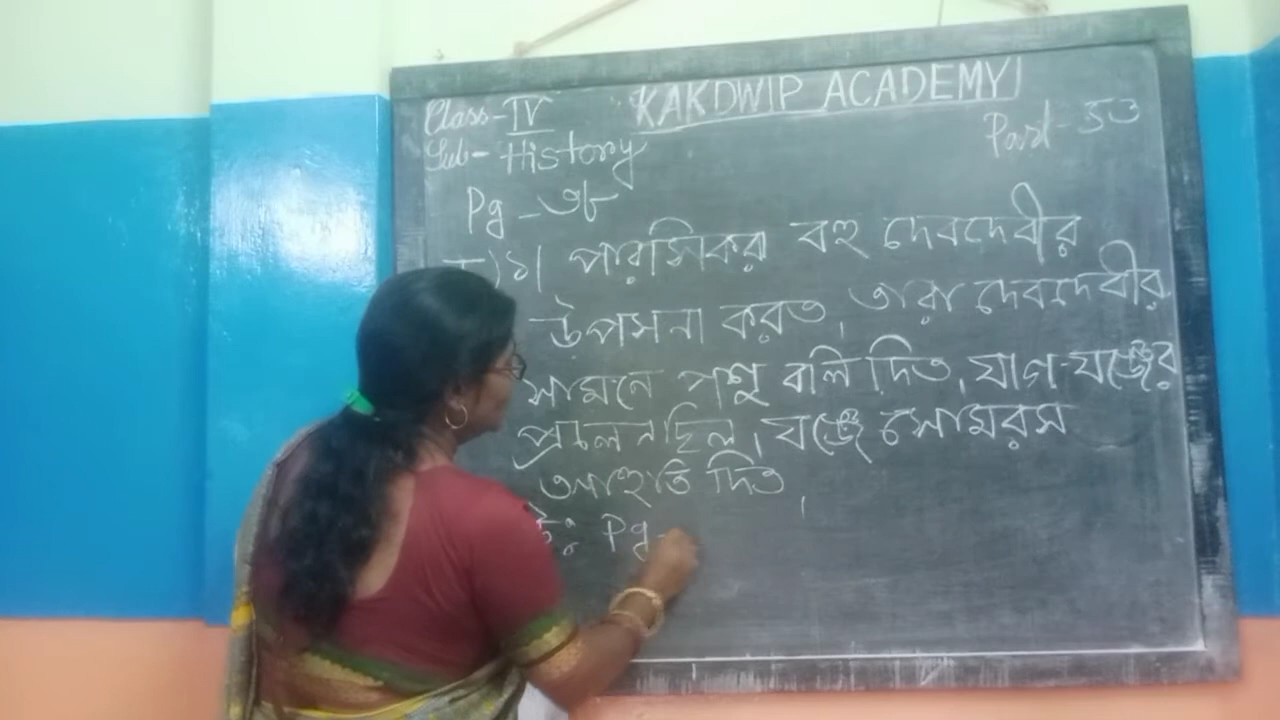 KAKDWIP ACADEMY
Class-IV
Sub- History
Part- ১৩
Pg -৩৮
১। পারসিকরা বহু দেবদেবীর
উপাসনা করত, তারা দেবদেবীর
সামনে পশু বলি দিত, যাগ-যজ্ঞের
প্রচলন ছিল। যজ্ঞে সোমরস
আহুতি দিত,
উঃ Pg-